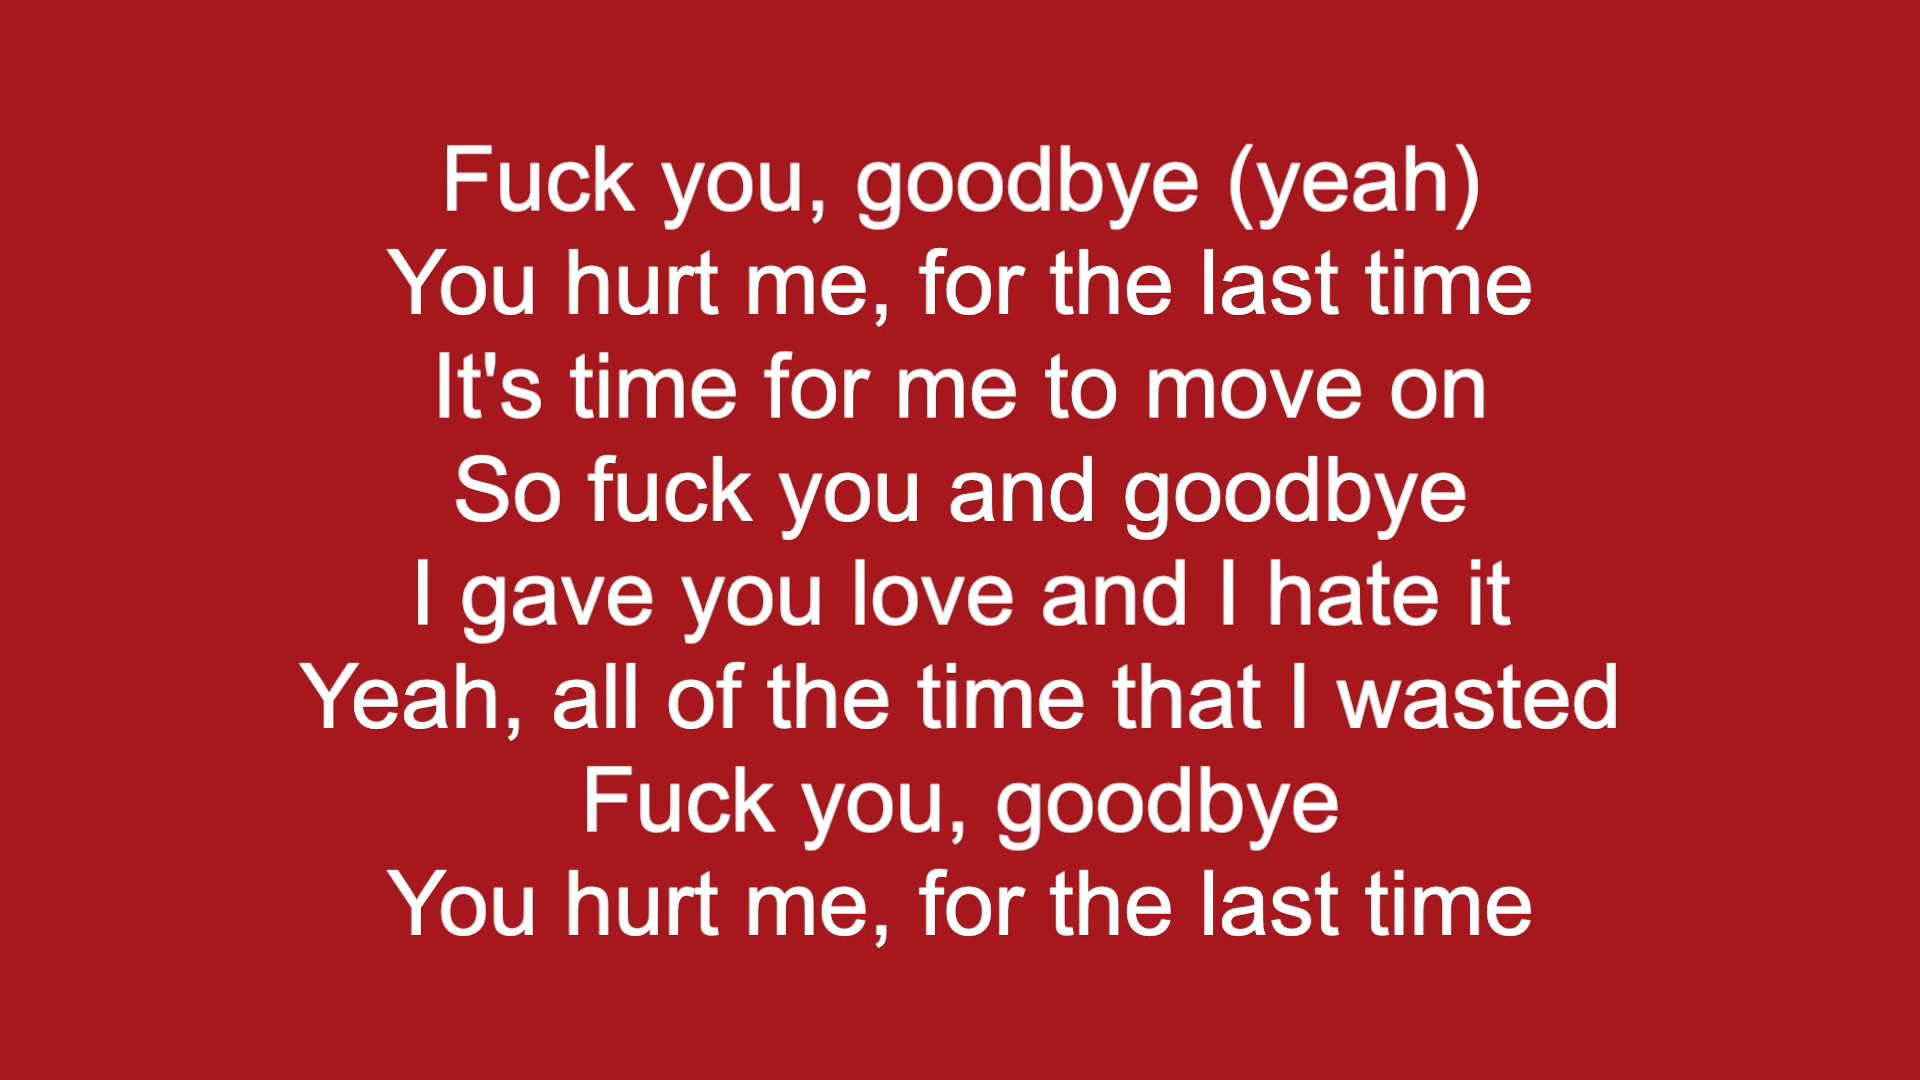 Fuck you, goodbye (yeah)
You hurt me, for the last time
It's time for me to move on
So fuck you and goodbye
I gave you love and I hate it
Yeah, all of the time that I wasted
Fuck you, goodbye
You hurt me, for the last time